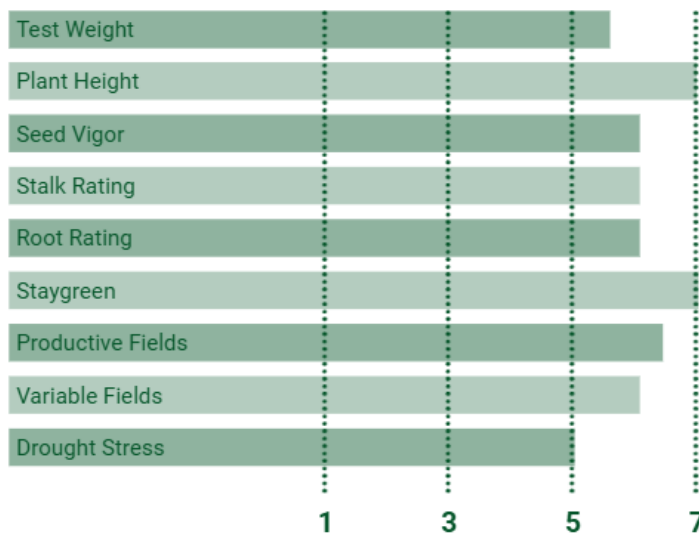 Test Weight
Plant Height
Seed Vigor
Stalk Rating
Root Rating
Staygreen
Productive Fields
Variable Fields
Drought Stress
1 3 5 7